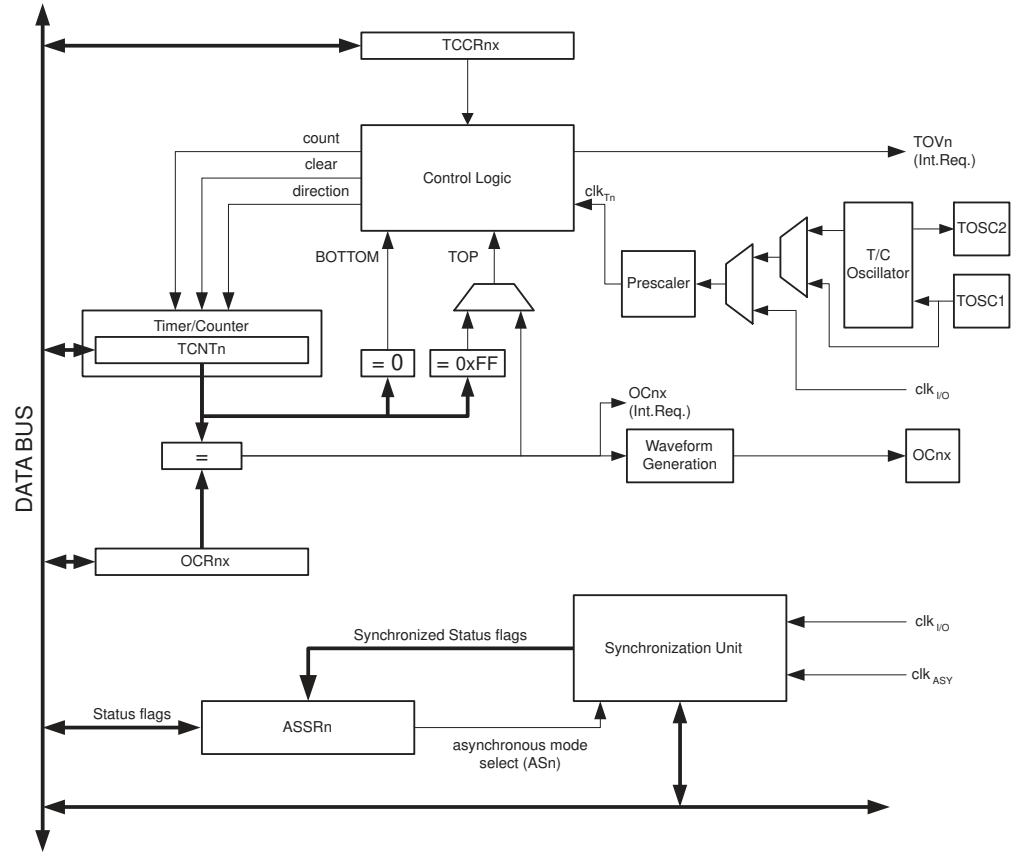 TCCRnx
count
clear
direction
Control Logic
TOVn
(Int.Req.)
clkTn
BOTTOM
TOP
TOSC2
T/C
Oscillator
Prescaler
TOSC1
Timer/Counter
TCNTn
= 0
= 0xFF
clkI/O
OCnx
(Int.Req.)
=
Waveform
Generation
OCnx
DATA BUS
OCRnx
Synchronized Status flags
Synchronization Unit
clkI/O
clkASY
Status flags
ASSRn
asynchronous mode
select (ASn)